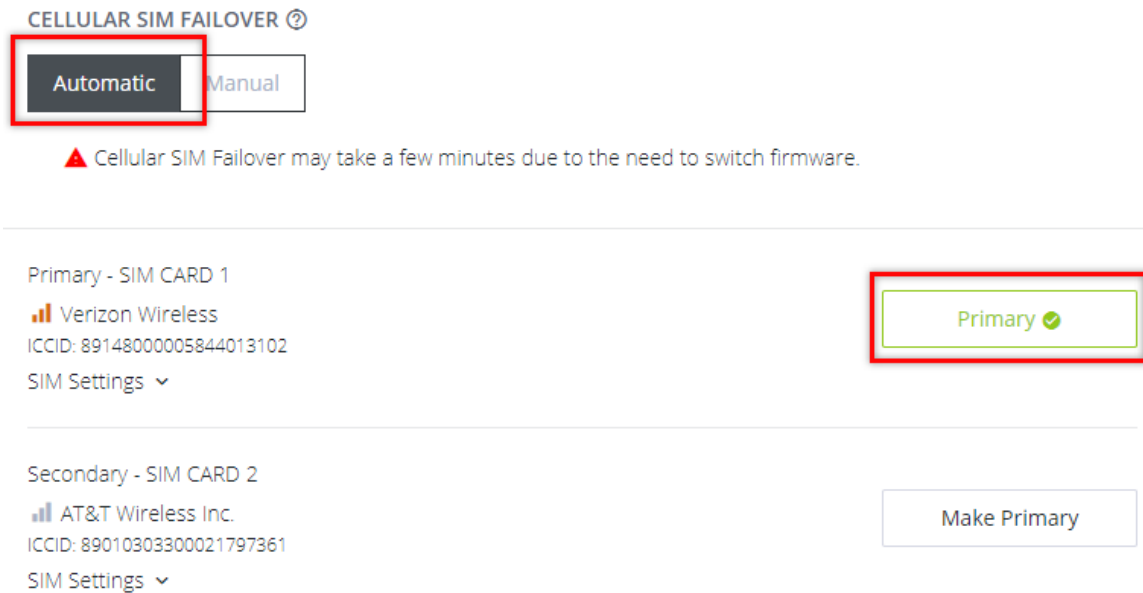 CELLULAR SIM FAILOVER
Automatic Manual
Cellular SIM Failover may take a few minutes due to the need to switch firmware.
Primary - SIM CARD 1
Verizon Wireless
Primary
ICCID: 89148000005844013102
SIM Settings
Secondary - SIM CARD 2
AT&T Wireless Inc.
Make Primary
ICCID: 89010303300021797361
SIM Settings